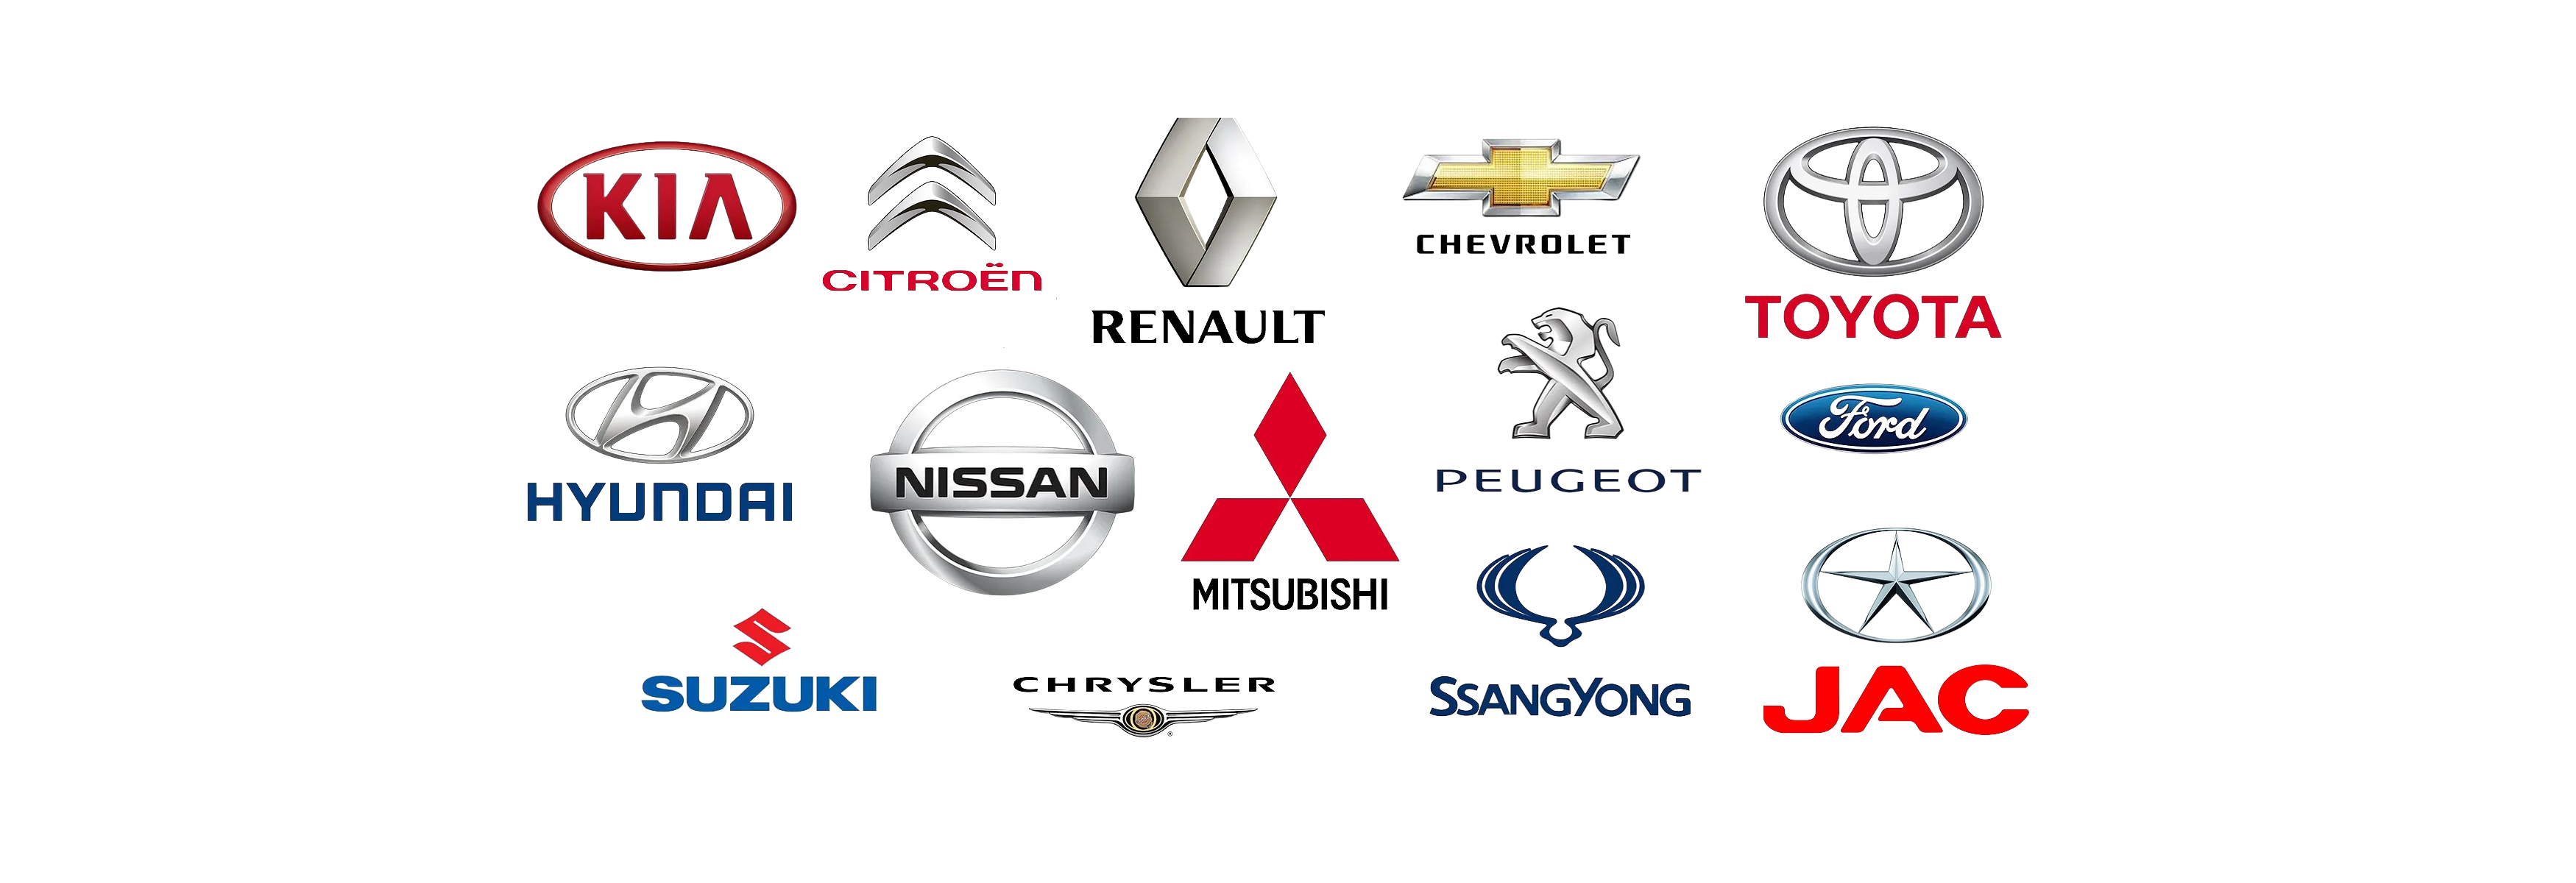 KIA
CITROËN
RENAULT
CHEVROLET
TOYOTA
HYUNDAI
NISSAN
MITSUBISHI
PEUGEOT
Ford
SUZUKI
CHRYSLER
®
SSANGYONG
JAC